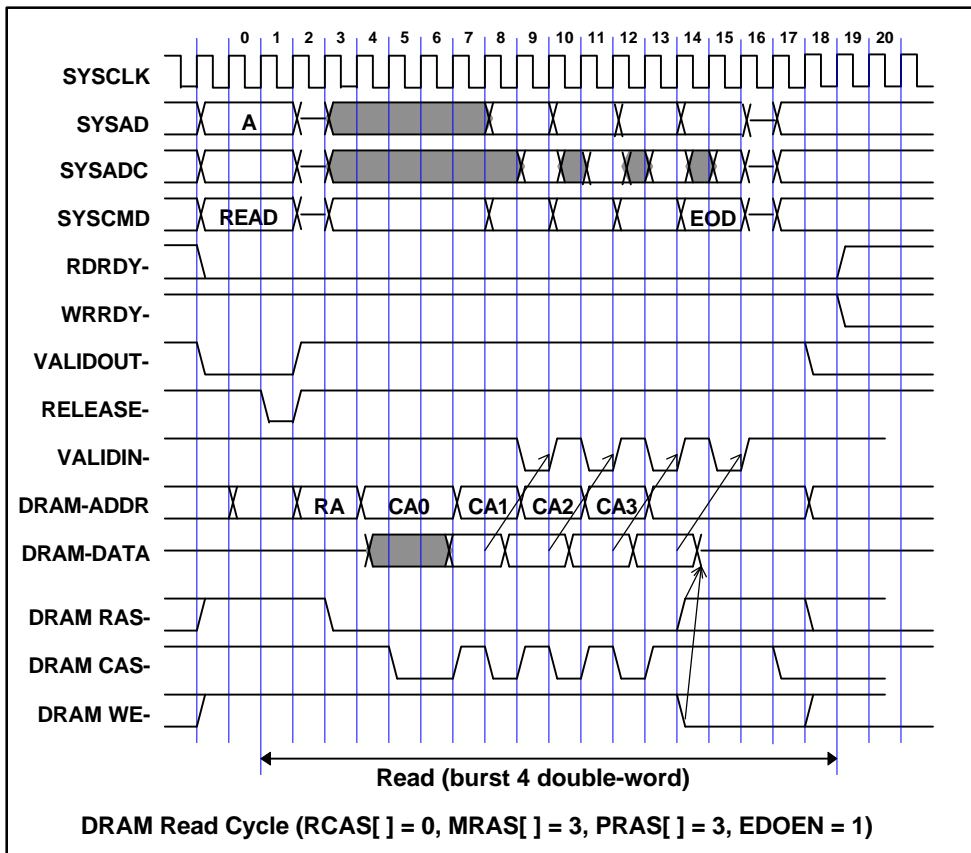 0 1 2 3 4 5 6 7 8 9 10 11 12 13 14 15 16 17 18 19 20
SYSCLK
SYSAD A
SYSADC
SYSCMD READ EOD
RDRDY-
WRRDY-
VALIDOUT-
RELEASE-
VALIDIN-
DRAM-ADDR RA CA0 CA1 CA2 CA3
DRAM-DATA
DRAM RAS-
DRAM CAS-
DRAM WE-
Read (burst 4 double-word)
DRAM Read Cycle (RCAS[ ] = 0, MRAS[ ] = 3, PRAS[ ] = 3, EDOEN = 1)